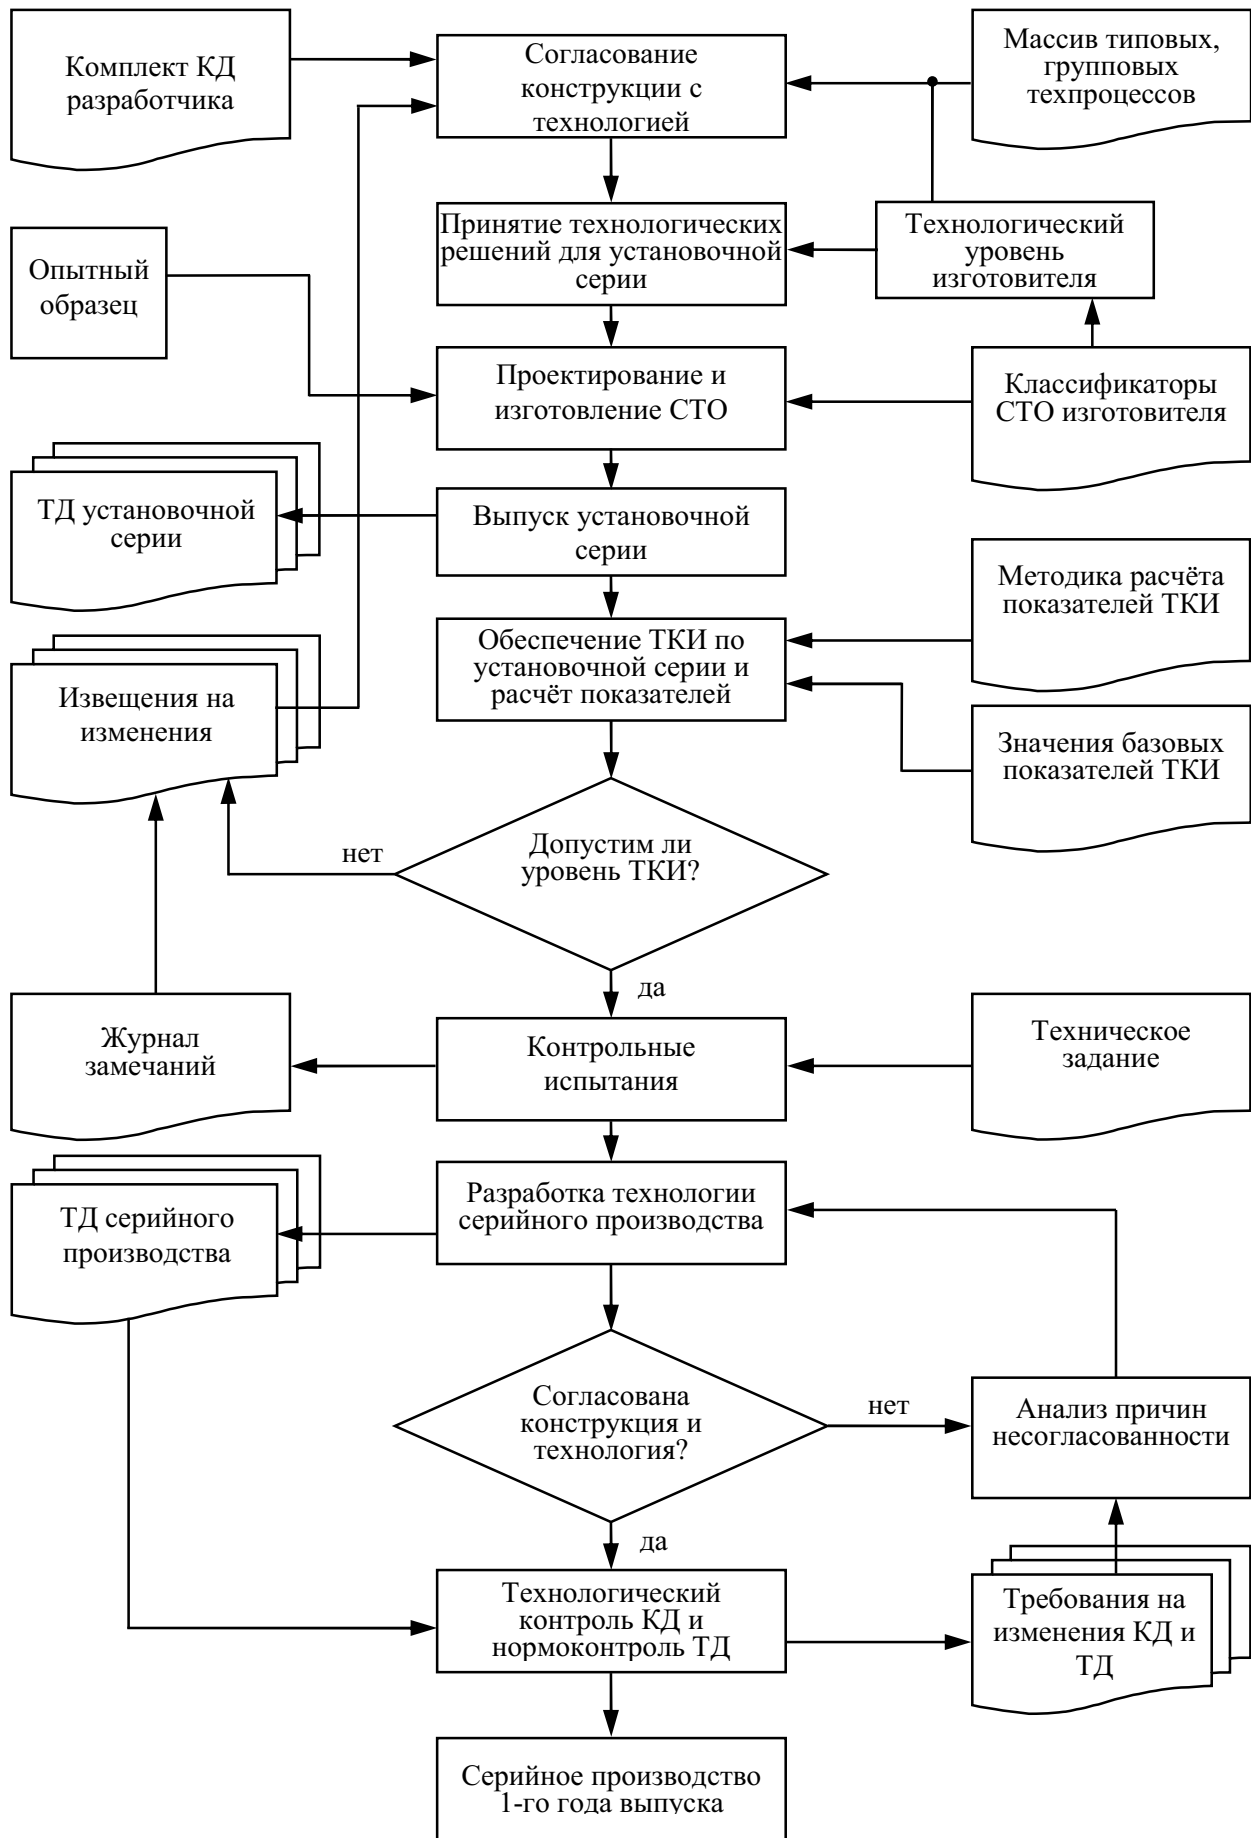 Комплект КД
разработчика
Согласование
конструкции с
технологией
Массив типовых,
групповых
техпроцессов
Опытный
образец
Принятие технологических
решений для установочной
серии
Технологический
уровень
изготовителя
Проектирование и
изготовление СТО
Классификаторы
СТО изготовителя
ТД установочной
серии
Выпуск установочной
серии
Методика расчёта
показателей ТКИ
Извещения на
изменения
Обеспечение ТКИ по
установочной серии и
расчёт показателей
Значения базовых
показателей ТКИ
нет
Допустим ли
уровень ТКИ?
да
Журнал
замечаний
Контрольные
испытания
Техническое
задание
ТД серийного
производства
Разработка технологии
серийного производства
Согласована
конструкция и
технология?
нет
Анализ причин
несогласованности
да
Технологический
контроль КД и
нормоконтроль ТД
Требования на
изменения КД и
ТД
Серийное производство
1-го года выпуска